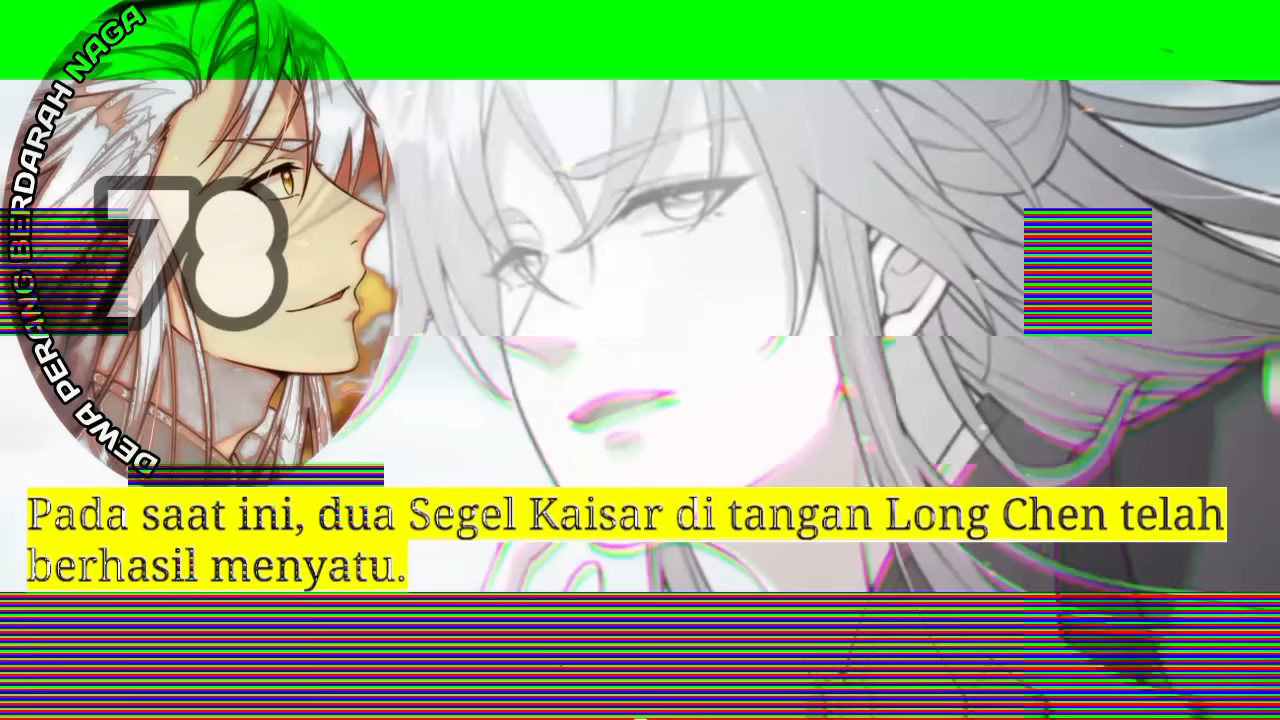 DEWA PERANG BERDARAH NAGA
78
Pada saat ini, dua Segel Kaisar di tangan Long Chen telah
berhasil menyatu.